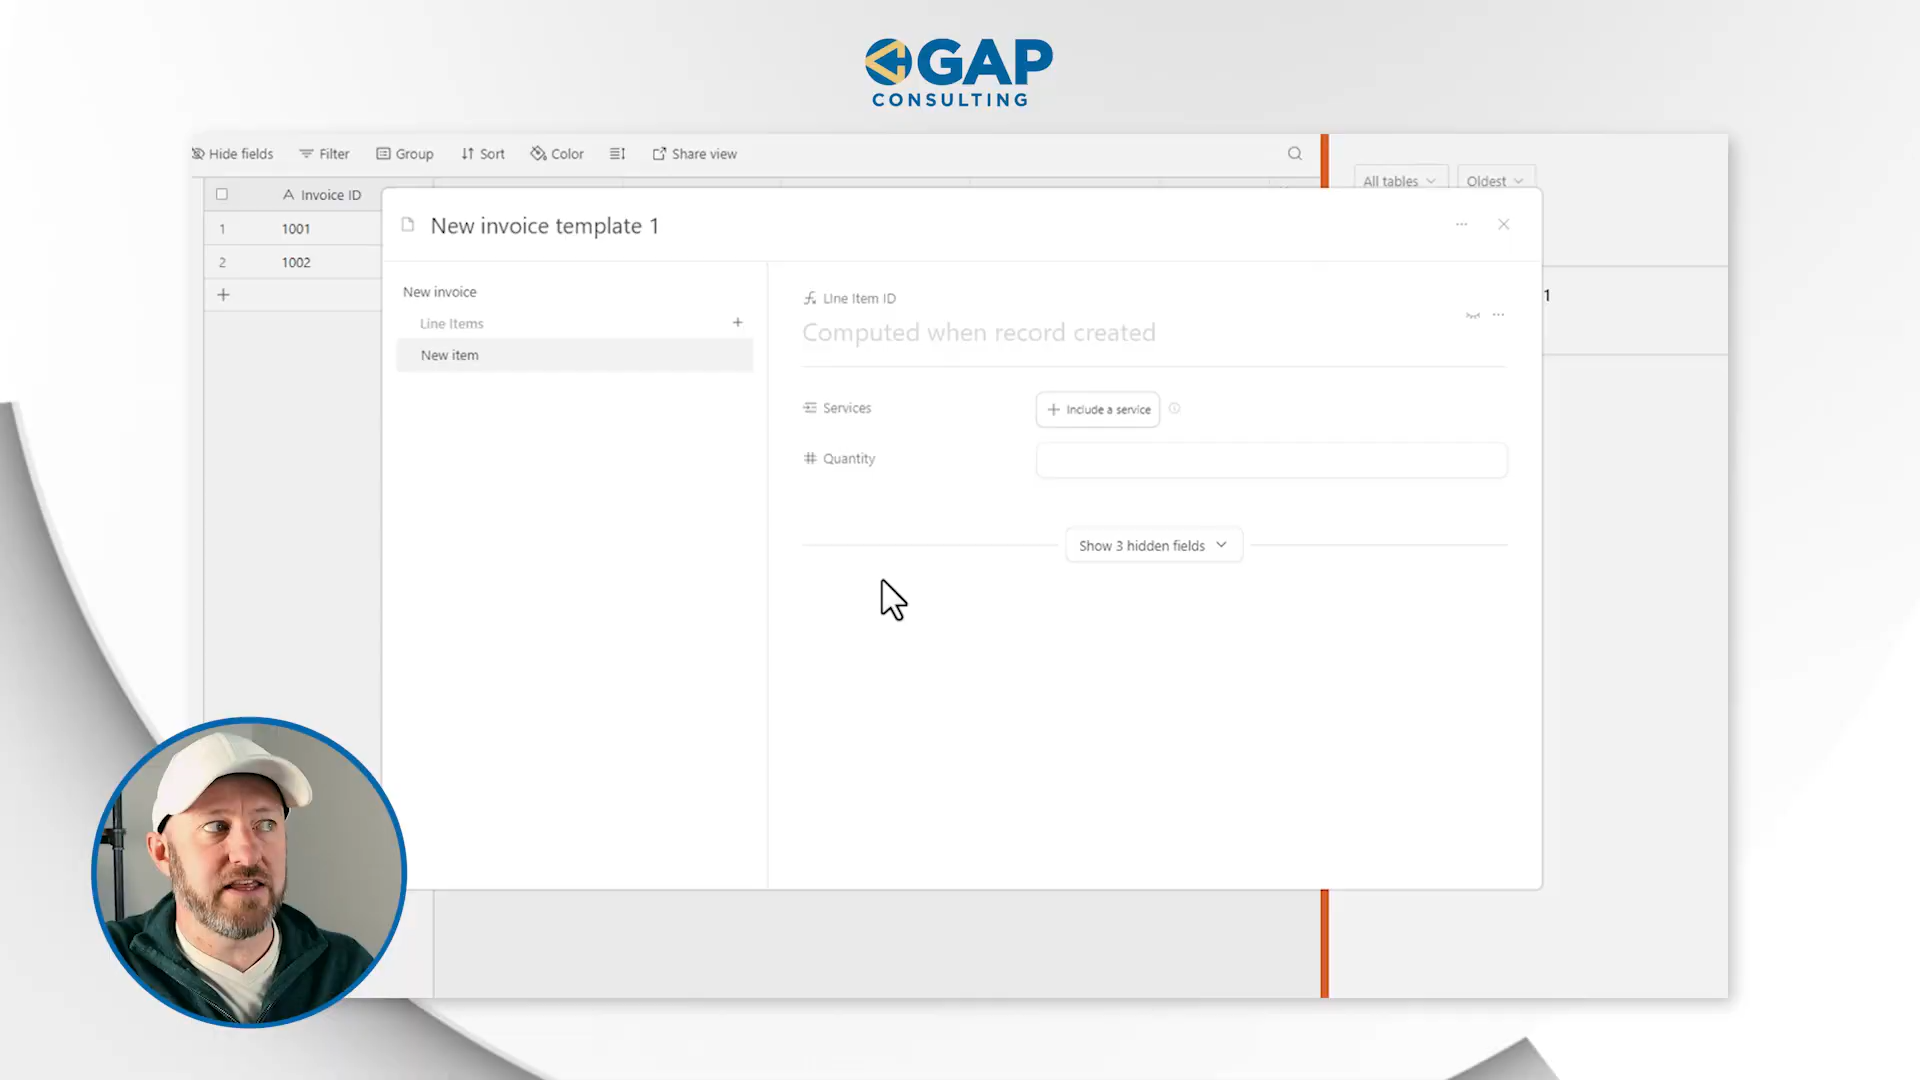 GAP
CONSULTING
Hide fields
Filter
Group
Sort
Color
Share view
All tables
Oldest
Invoice ID
1 1001
2 1002
New invoice template 1
New invoice
Line Items
New item
LIne Item ID
Computed when record created
Services
Include a service
Quantity
Show 3 hidden fields
1